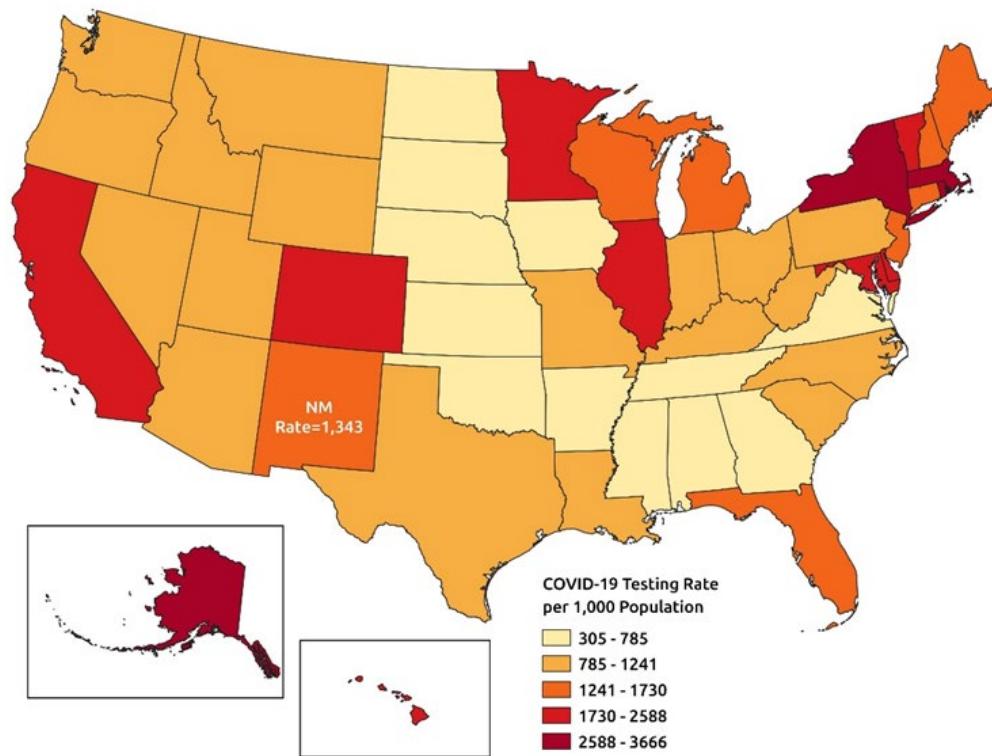 NM
Rate=1,343
COVID-19 Testing Rate
per 1,000 Population
305 - 785
785 - 1241
1241 - 1730
1730 - 2588
2588 - 3666